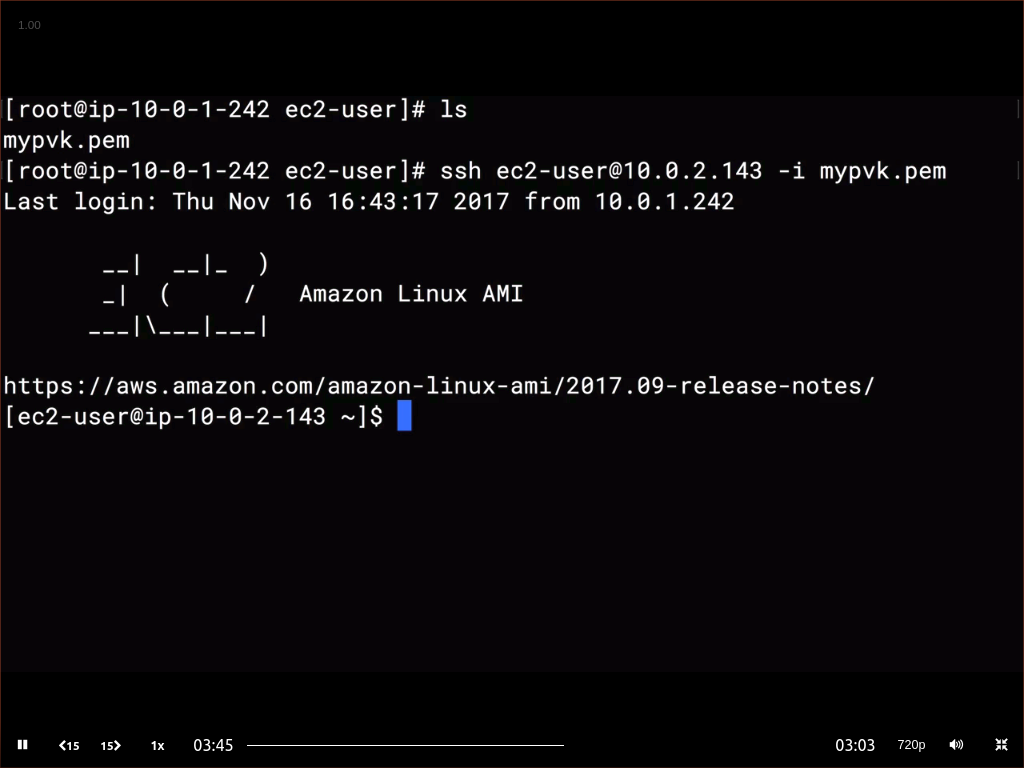 1.00
[root@ip-10-0-1-242 ec2-user]# ls
mypvk.pem
[root@ip-10-0-1-242 ec2-user]# ssh ec2-user@10.0.2.143 -i mypvk.pem
Last login: Thu Nov 16 16:43:17 2017 from 10.0.1.242
       __|  __|_  )
       _|  (     /   Amazon Linux AMI
      ___|\___|___|
https://aws.amazon.com/amazon-linux-ami/2017.09-release-notes/
[ec2-user@ip-10-0-2-143 ~]$
15 15 1x 03:45 03:03 720p